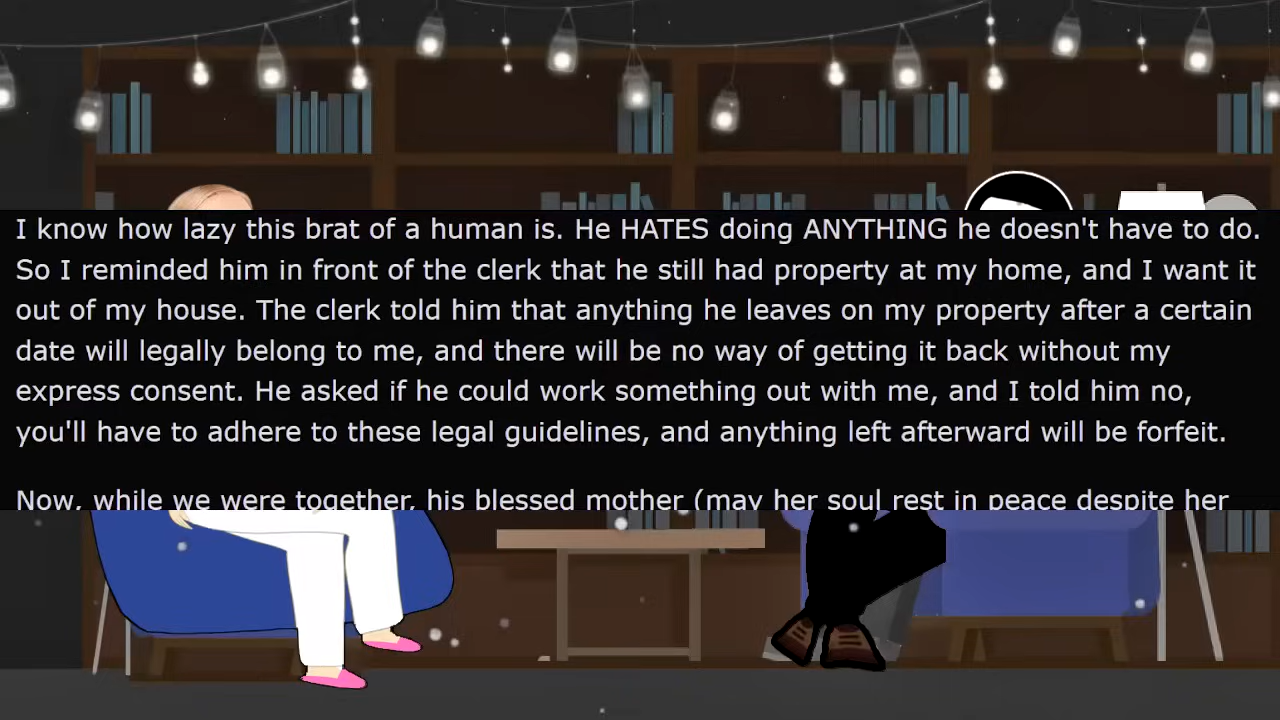 I know how lazy this brat of a human is. He HATES doing ANYTHING he doesn't have to do.
So I reminded him in front of the clerk that he still had property at my home, and I want it
out of my house. The clerk told him that anything he leaves on my property after a certain
date will legally belong to me, and there will be no way of getting it back without my
express consent. He asked if he could work something out with me, and I told him no,
you'll have to adhere to these legal guidelines, and anything left afterward will be forfeit.
Now, while we were together, his blessed mother (may her soul rest in peace despite her